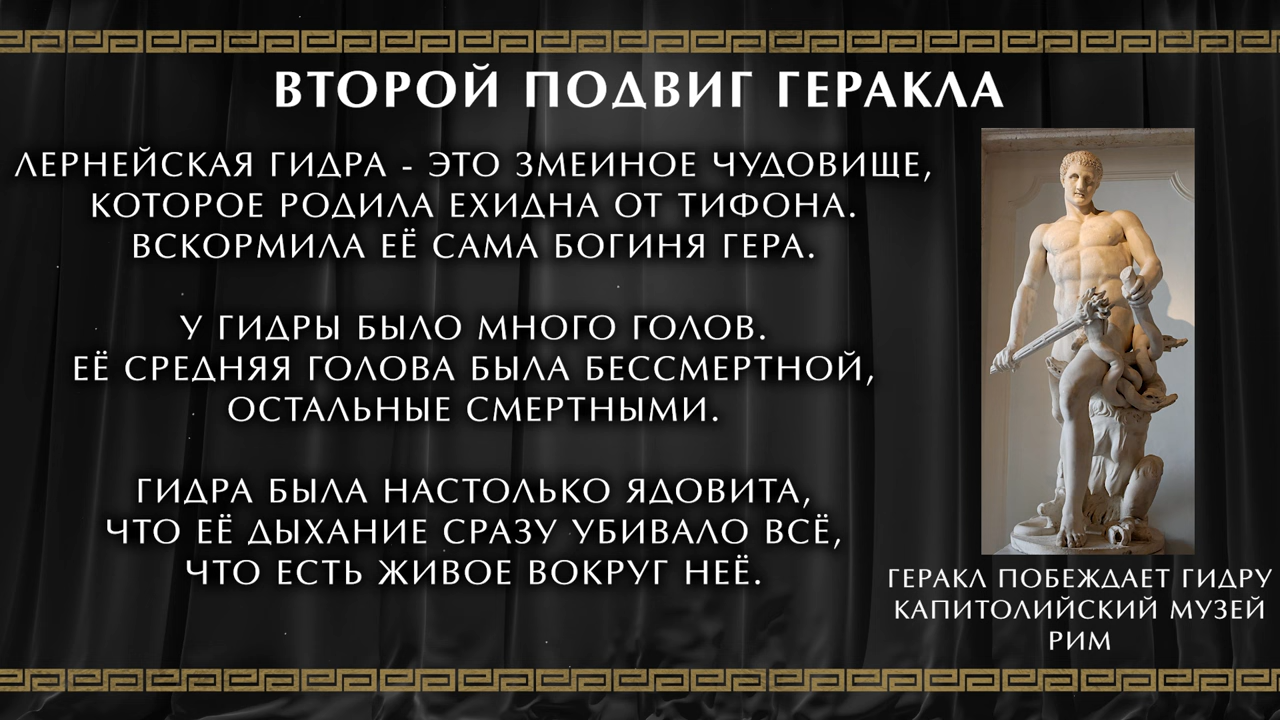 ВТОРОЙ ПОДВИГ ГЕРАКЛА
ЛЕРНЕЙСКАЯ ГИДРА - ЭТО ЗМЕИНОЕ ЧУДОВИЩЕ,
КОТОРОЕ РОДИЛА ЕХИДНА ОТ ТИФОНА.
ВСКОРМИЛА ЕЁ САМА БОГИНЯ ГЕРА.
У ГИДРЫ БЫЛО МНОГО ГОЛОВ.
ЕЁ СРЕДНЯЯ ГОЛОВА БЫЛА БЕССМЕРТНОЙ,
ОСТАЛЬНЫЕ СМЕРТНЫМИ.
ГИДРА БЫЛА НАСТОЛЬКО ЯДОВИТА,
ЧТО ЕЁ ДЫХАНИЕ СРАЗУ УБИВАЛО ВСЁ,
ЧТО ЕСТЬ ЖИВОЕ ВОКРУГ НЕЁ.
ГЕРАКЛ ПОБЕЖДАЕТ ГИДРУ
КАПИТОЛИЙСКИЙ МУЗЕЙ
РИМ